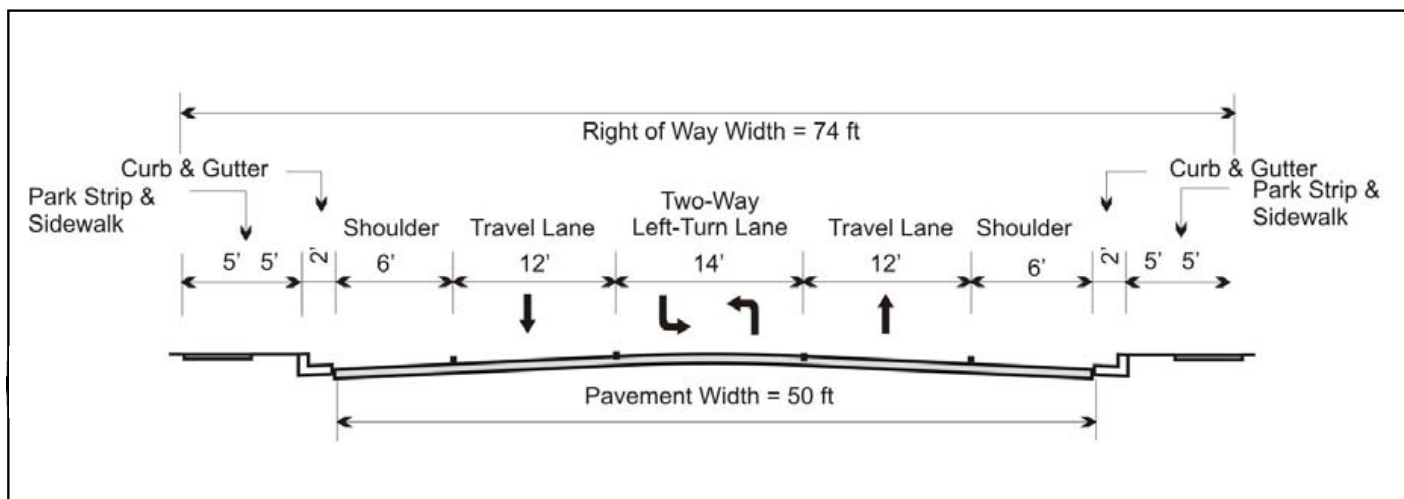 Right of Way Width = 74 ft
Curb & Gutter
Curb & Gutter
Park Strip &
Sidewalk
Park Strip &
Sidewalk
Two-Way
Left-Turn Lane
Shoulder
Travel Lane
Travel Lane
Shoulder
5’ 5’
2'
6’
12’
14’
12’
6’
2'
5’ 5’
Pavement Width = 50 ft